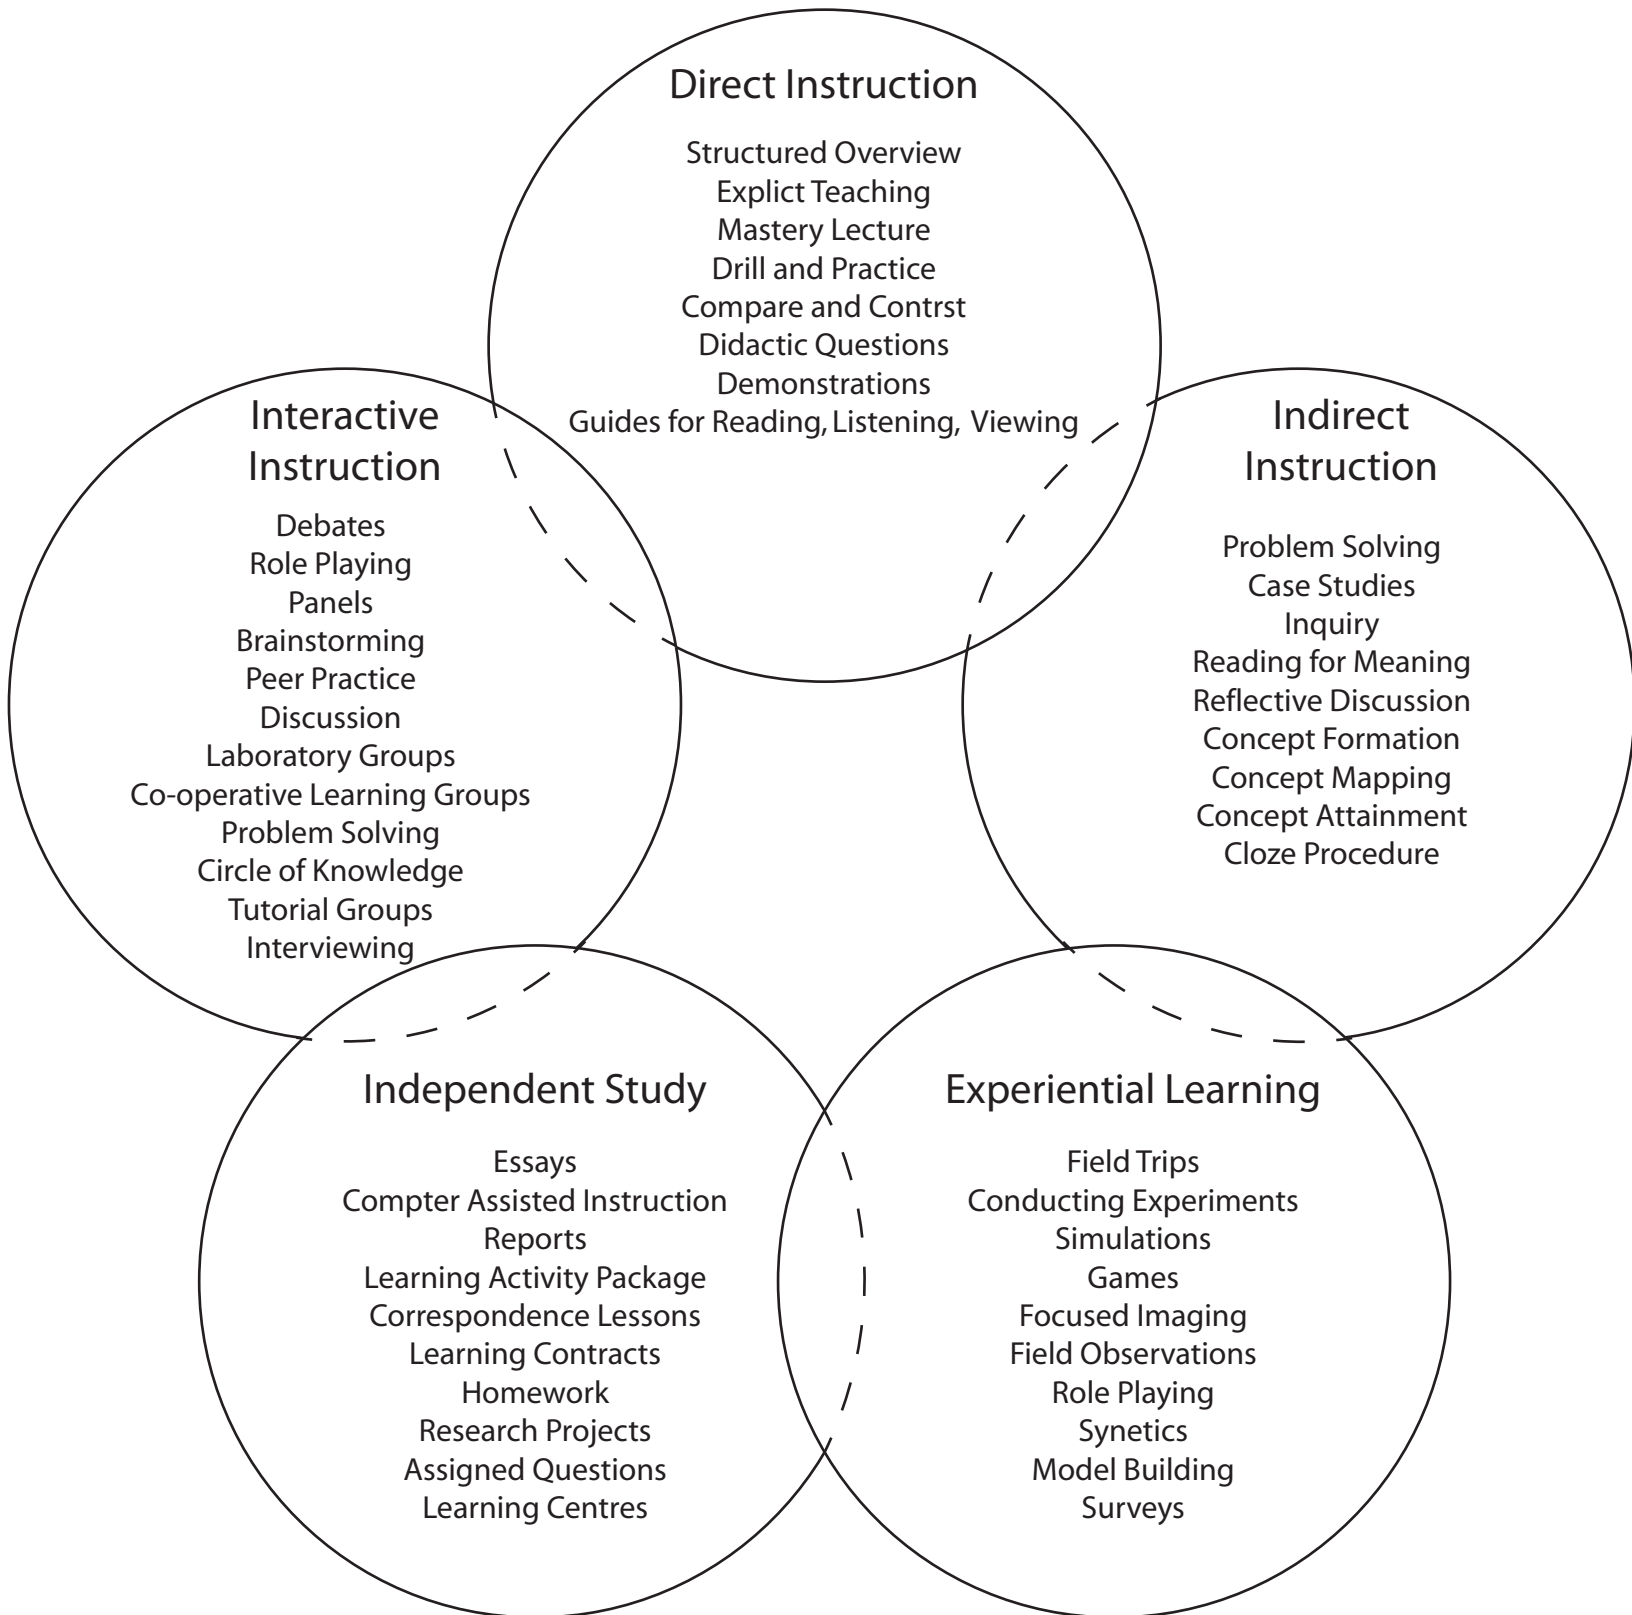 Direct Instruction
Structured Overview
Explict Teaching
Mastery Lecture
Drill and Practice
Compare and Contrst
Didactic Questions
Demonstrations
Guides for Reading, Listening, Viewing
Interactive
Instruction
Debates
Role Playing
Panels
Brainstorming
Peer Practice
Discussion
Laboratory Groups
Co-operative Learning Groups
Problem Solving
Circle of Knowledge
Tutorial Groups
Interviewing
Indirect
Instruction
Problem Solving
Case Studies
Inquiry
Reading for Meaning
Reflective Discussion
Concept Formation
Concept Mapping
Concept Attainment
Cloze Procedure
Independent Study
Essays
Compter Assisted Instruction
Reports
Learning Activity Package
Correspondence Lessons
Learning Contracts
Homework
Research Projects
Assigned Questions
Learning Centres
Experiential Learning
Field Trips
Conducting Experiments
Simulations
Games
Focused Imaging
Field Observations
Role Playing
Synetics
Model Building
Surveys